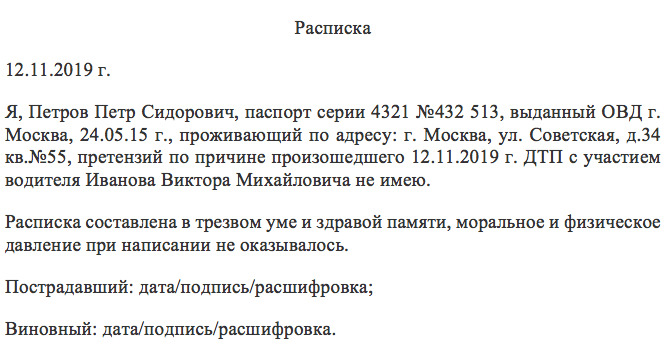 Расписка
12.11.2019 г.
Я, Петров Петр Сидорович, паспорт серии 4321 №432 513, выданный ОВД г.
Москва, 24.05.15 г., проживающий по адресу: г. Москва, ул. Советская, д.34
кв.№55, претензий по причине произошедшего 12.11.2019 г. ДТП с участием
водителя Иванова Виктора Михайловича не имею.
Расписка составлена в трезвом уме и здравой памяти, моральное и физическое
давление при написании не оказывалось.
Пострадавший: дата/подпись/расшифровка;
Виновный: дата/подпись/расшифровка.